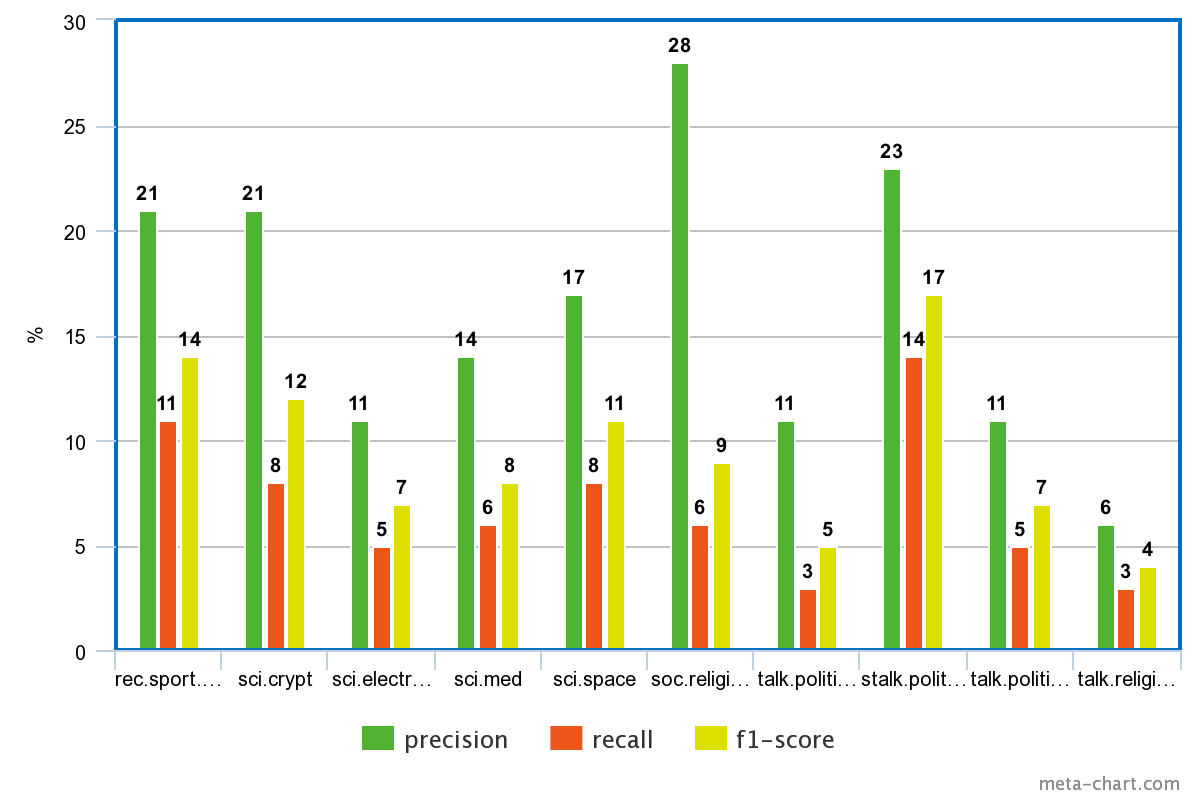 30
28
25
23
21 21
20
17 17
%
15
14 14 14
12
11 11 11 11 11
10
9
8 8 8
7 7
6 6 6
5
5 5 5
4
3 3
0
rec.sport.… sci.crypt sci.electr… sci.med sci.space soc.religi… talk.politi… stalk.polit… talk.politi… talk.religi…
precision recall f1-score
meta-chart.com